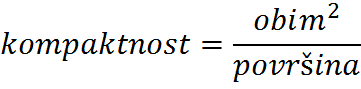 kompaktnost = obim² / površina